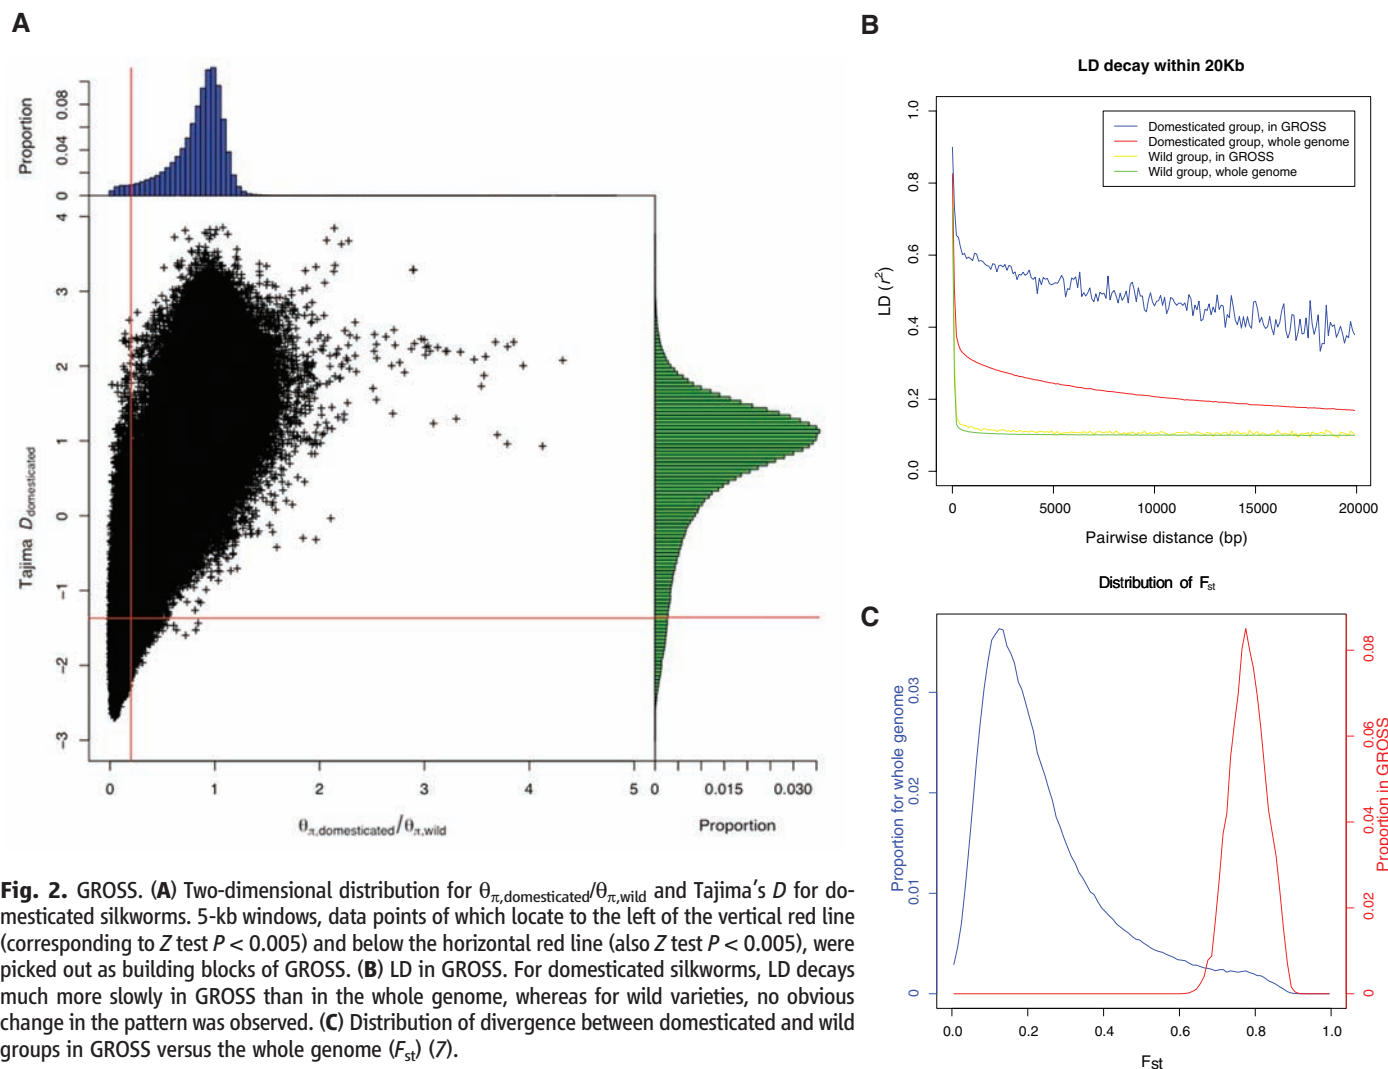 A
Proportion
0 0.04 0.08
Tajima D domesticated
4
3
2
1
0
−1
−2
−3
0 1 2 3 4 5
θπ,domesticated/θπ,wild
0 0.015 0.030
Proportion
B
LD decay within 20Kb
Domesticated group, in GROSS
Domesticated group, whole genome
Wild group, in GROSS
Wild group, whole genome
LD (r2)
1.0
0.8
0.6
0.4
0.2
0.0
0 5000 10000 15000 20000
Pairwise distance (bp)
C
Distribution of Fst
Proportion for whole genome
0.03
0.02
0.01
0
Proportion in GROSS
0.08
0.06
0.04
0.02
0
0.0 0.2 0.4 0.6 0.8 1.0
Fst
Fig. 2. GROSS. (A) Two-dimensional distribution for θπ,domesticated/θπ,wild and Tajima's D for do-
mesticated silkworms. 5-kb windows, data points of which locate to the left of the vertical red line
(corresponding to Z test P < 0.005) and below the horizontal red line (also Z test P < 0.005), were
picked out as building blocks of GROSS. (B) LD in GROSS. For domesticated silkworms, LD decays
much more slowly in GROSS than in the whole genome, whereas for wild varieties, no obvious
change in the pattern was observed. (C) Distribution of divergence between domesticated and wild
groups in GROSS versus the whole genome (Fst) (7).